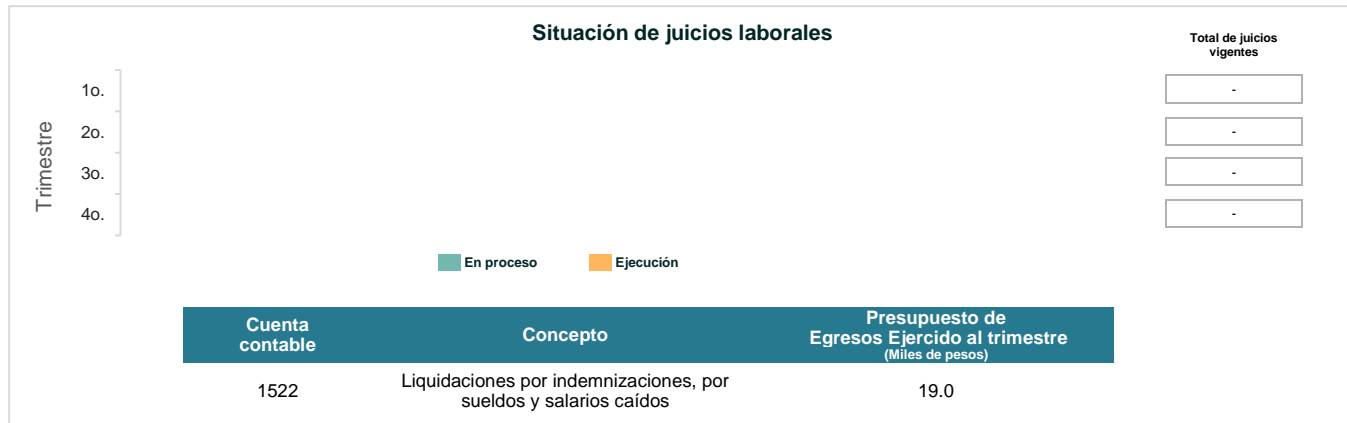 Situación de juicios laborales
Total de juicios
vigentes
Trimestre
1o.
-
2o.
-
3o.
-
4o.
-
En proceso
Ejecución
Cuenta
contable
Concepto
Presupuesto de
Egresos Ejercido al trimestre
(Miles de pesos)
1522
Liquidaciones por indemnizaciones, por
sueldos y salarios caídos
19.0